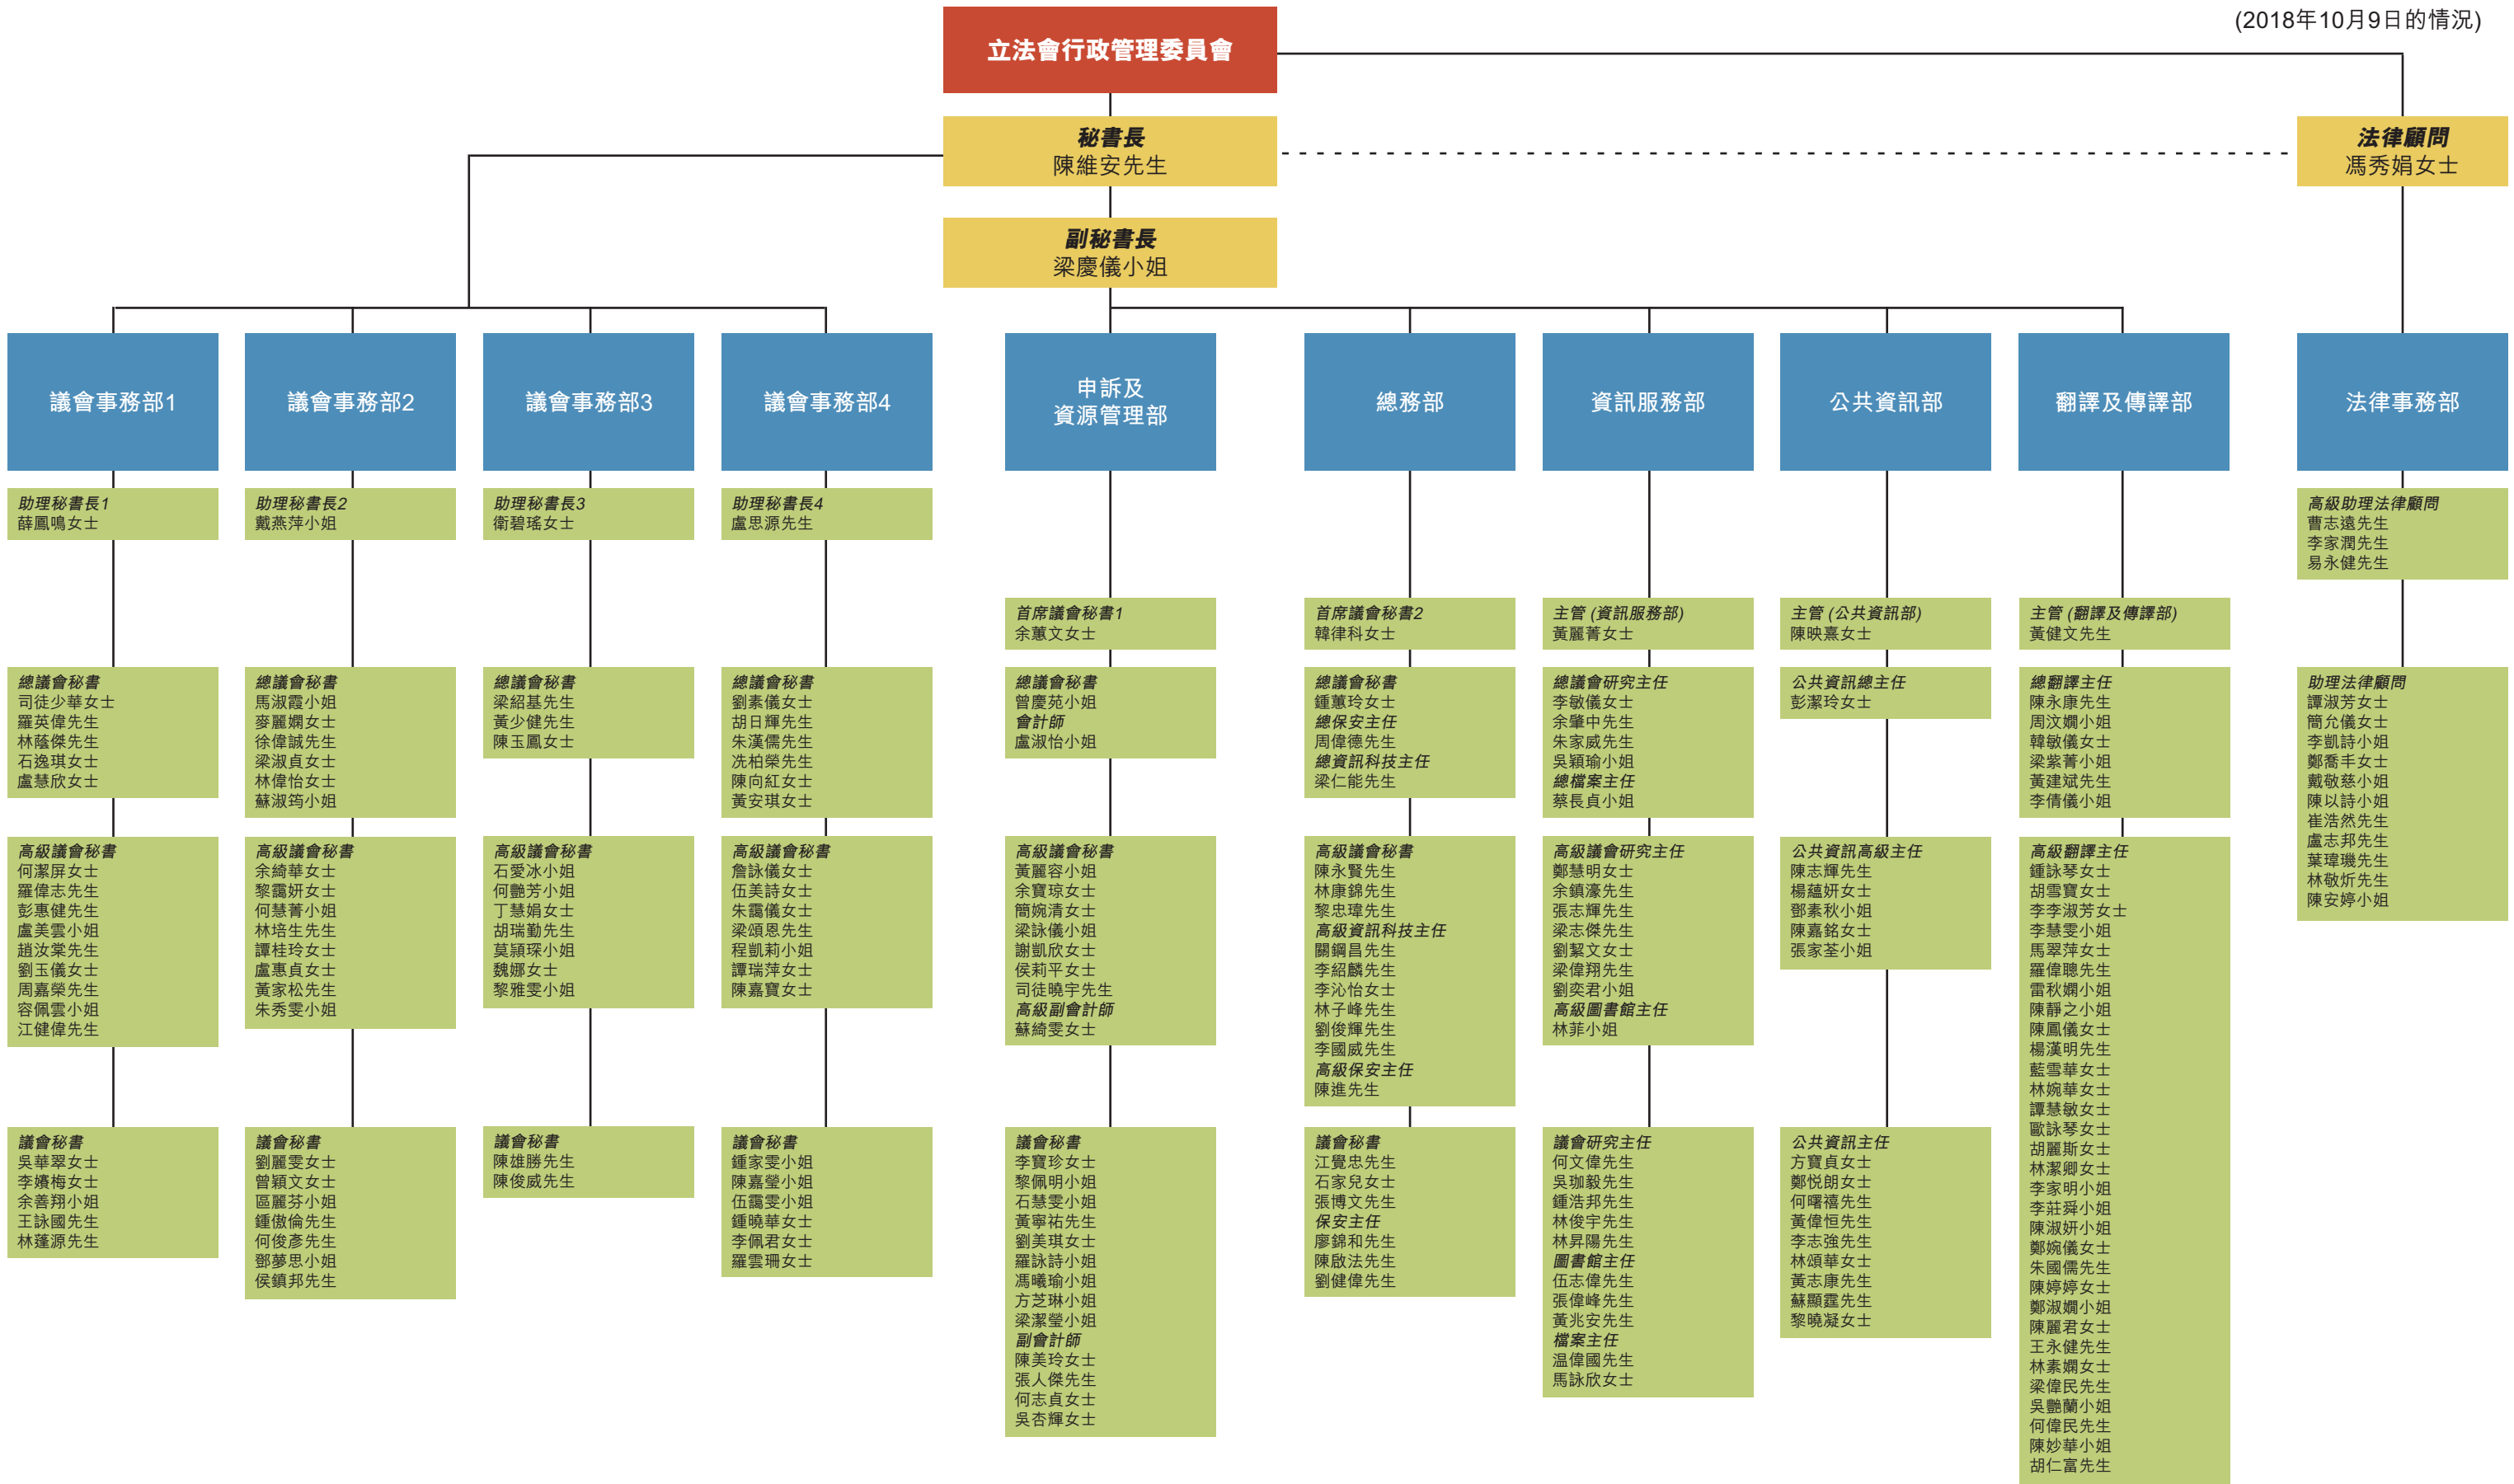 (2018年10月9日的情況)
立法會行政管理委員會
秘書長
陳維安先生
法律顧問
馮秀娟女士
副秘書長
梁慶儀小姐
議會事務部1
助理秘書長1
薛鳳鳴女士
總議會秘書
司徒少華女士
羅英偉先生
林蔭傑先生
石逸琪女士
盧慧欣女士
高級議會秘書
何潔屏女士
羅偉志先生
彭惠健先生
盧美雲小姐
趙汝棠先生
劉玉儀女士
周嘉榮先生
容佩雲小姐
江健偉先生
議會秘書
吳華翠女士
李嬪梅女士
余善翔小姐
王詠國先生
林蓬源先生
議會事務部2
助理秘書長2
戴燕萍小姐
總議會秘書
馬淑霞小姐
麥麗嫻女士
徐偉誠先生
梁淑貞女士
林偉怡女士
蘇淑筠小姐
高級議會秘書
余綺華女士
黎靄妍女士
何慧菁小姐
林培生先生
譚桂玲女士
盧惠貞女士
黃家松先生
朱秀雯小姐
議會秘書
劉麗雯女士
曾穎文女士
區麗芬小姐
鍾傲倫先生
何俊彥先生
鄧夢思小姐
侯鎮邦先生
議會事務部3
助理秘書長3
衛碧瑤女士
總議會秘書
梁紹基先生
黃少健先生
陳玉鳳女士
高級議會秘書
石愛冰小姐
何艷芳小姐
丁慧娟女士
胡瑞勤先生
莫頴琛小姐
魏娜女士
黎雅雯小姐
議會秘書
陳雄勝先生
陳俊威先生
議會事務部4
助理秘書長4
盧思源先生
總議會秘書
劉素儀女士
胡日輝先生
朱漢儒先生
冼柏榮先生
陳向紅女士
黃安琪女士
高級議會秘書
詹詠儀女士
伍美詩女士
朱靄儀女士
梁頌恩先生
程凱莉小姐
譚瑞萍女士
陳嘉寶女士
議會秘書
鍾家雯小姐
陳嘉瑩小姐
伍靄雯小姐
鍾曉華女士
李佩君女士
羅雲珊女士
申訴及
資源管理部
首席議會秘書1
余蕙文女士
總議會秘書
曾慶苑小姐
會計師
盧淑怡小姐
高級議會秘書
黃麗容小姐
余寶琼女士
簡婉清女士
梁詠儀小姐
謝凱欣女士
侯莉平女士
司徒曉宇先生
高級副會計師
蘇綺雯女士
議會秘書
李寶珍女士
黎佩明小姐
石慧雯小姐
黃寧祐先生
劉美琪女士
羅詠詩小姐
馮曦瑜小姐
方芝琳小姐
梁潔瑩小姐
副會計師
陳美玲女士
張人傑先生
何志貞女士
吳杏輝女士
總務部
首席議會秘書2
韓律科女士
總議會秘書
鍾蕙玲女士
總保安主任
周偉德先生
總資訊科技主任
梁仁能先生
高級議會秘書
陳永賢先生
林康錦先生
黎忠瑋先生
高級資訊科技主任
關鋼昌先生
李紹麟先生
李沁怡女士
林子峰先生
劉俊輝先生
李國威先生
高級保安主任
陳進先生
議會秘書
江覺忠先生
石家兒女士
張博文先生
保安主任
廖錦和先生
陳啟法先生
劉健偉先生
資訊服務部
主管 (資訊服務部)
黃麗菁女士
總議會研究主任
李敏儀女士
余肇中先生
朱家威先生
吳穎瑜小姐
總檔案主任
蔡長貞小姐
高級議會研究主任
鄭慧明女士
余鎮濠先生
張志輝先生
梁志傑先生
劉絜文女士
梁偉翔先生
劉奕君小姐
高級圖書館主任
林菲小姐
議會研究主任
何文偉先生
吳珈毅先生
鍾浩邦先生
林俊宇先生
林昇陽先生
圖書館主任
伍志偉先生
張偉峰先生
黃兆安先生
檔案主任
温偉國先生
馬詠欣女士
公共資訊部
主管 (公共資訊部)
陳映熹女士
公共資訊總主任
彭潔玲女士
公共資訊高級主任
陳志輝先生
楊蘊妍女士
鄧素秋小姐
陳嘉銘女士
張家荃小姐
公共資訊主任
方寶貞女士
鄭悅朗女士
何曙禧先生
黃偉恒先生
李志強先生
林頌華女士
黃志康先生
蘇顯霆先生
黎曉凝女士
翻譯及傳譯部
主管 (翻譯及傳譯部)
黃健文先生
總翻譯主任
陳永康先生
周汶嫺小姐
韓敏儀女士
梁紫菁小姐
黃建斌先生
李倩儀小姐
高級翻譯主任
鍾詠琴女士
胡雪寶女士
李李淑芳女士
李慧雯小姐
馬翠萍女士
羅偉聰先生
雷秋嫻小姐
陳靜之小姐
陳鳳儀女士
楊漢明先生
藍雪華女士
林婉華女士
譚慧敏女士
歐詠琴女士
胡麗斯女士
林潔卿女士
李家明小姐
李莊舜小姐
陳淑妍小姐
鄭婉儀女士
朱國儒先生
陳婷婷女士
鄭淑嫺小姐
陳麗君女士
王永健先生
林素嫻女士
梁偉民先生
吳艷蘭小姐
何偉民先生
陳妙華小姐
胡仁富先生
法律事務部
高級助理法律顧問
曹志遠先生
李家潤先生
易永健先生
助理法律顧問
譚淑芳女士
簡允儀女士
李凱詩小姐
鄭喬丰女士
戴敬慈小姐
陳以詩小姐
崔浩然先生
盧志邦先生
葉瑋璣先生
林敬炘先生
陳安婷小姐